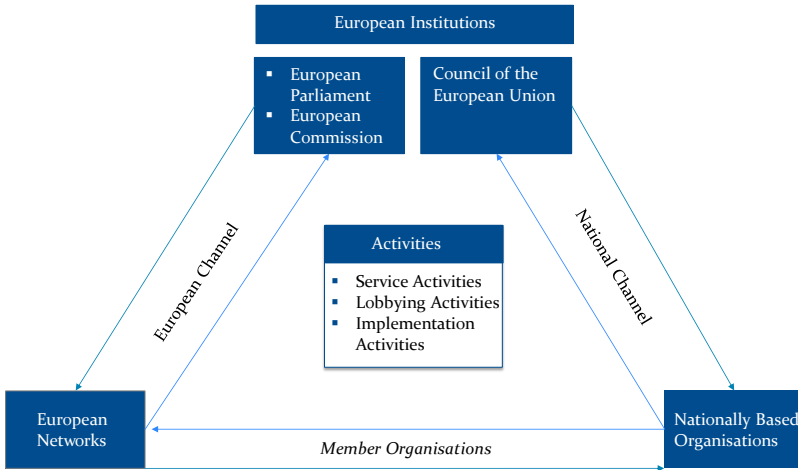 European Institutions
▪ European
Parliament
▪ European
Commission
Council of the
European Union
European Channel
National Channel
Activities
▪ Service Activities
▪ Lobbying Activities
▪ Implementation
Activities
European
Networks
Member Organisations
Nationally Based
Organisations